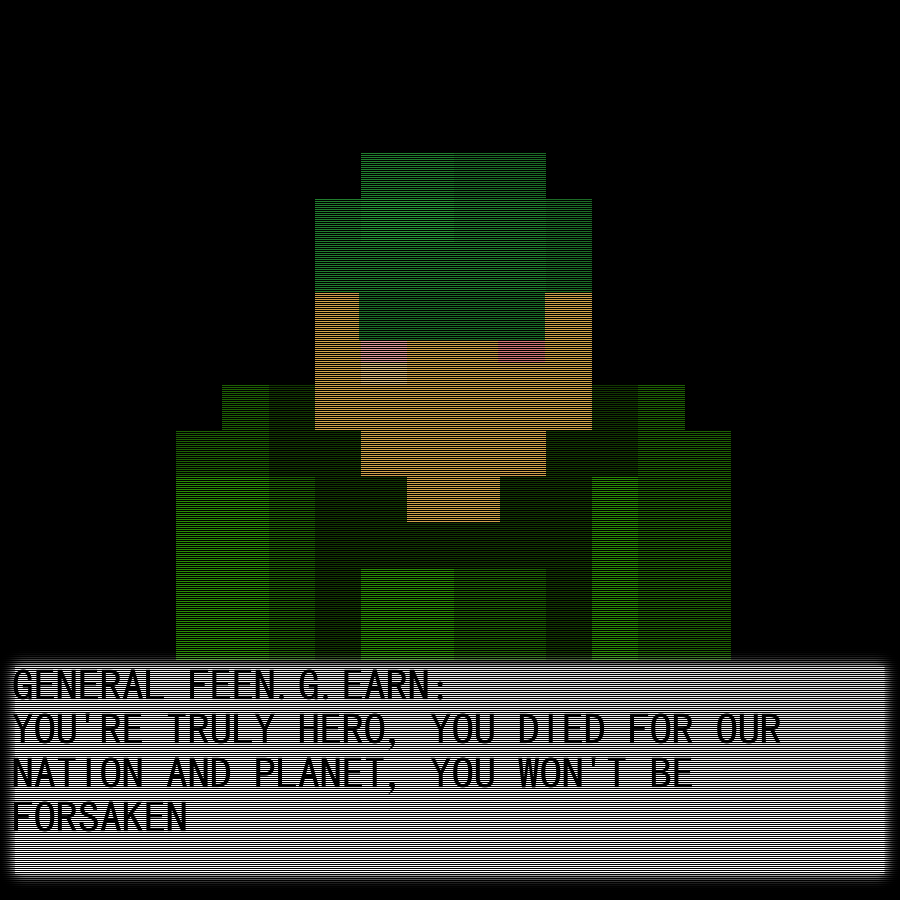 GENERAL FEEN.G.EARN:
YOU'RE TRULY HERO, YOU DIED FOR OUR
NATION AND PLANET, YOU WON'T BE
FORSAKEN